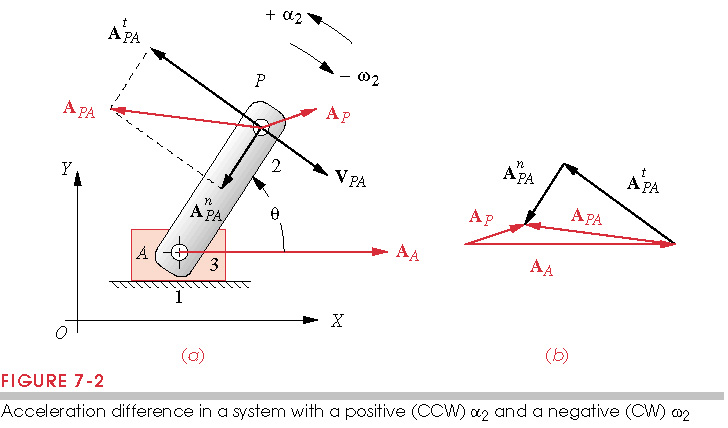 + α2
A^t_PA
− ω2
P
A_PA
A_P
2
V_PA
Y
A^n_PA
θ
A
3
A_A
1
O
X
(a)
A^n_PA
A^t_PA
A_P
A_PA
A_A
(b)
FIGURE 7-2
Acceleration difference in a system with a positive (CCW) α2 and a negative (CW) ω2